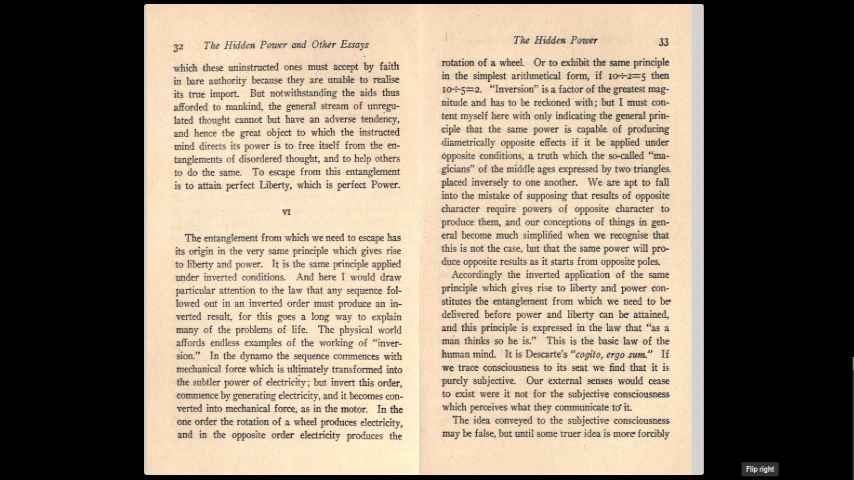 32 The Hidden Power and Other Essays
which these uninstructed ones must accept by faith
in bare authority because they are unable to realise
its true import. But notwithstanding the aids thus
afforded to mankind, the general stream of unregu-
lated thought cannot but have an adverse tendency,
and hence the great object to which the instructed
mind directs its power is to free itself from the en-
tanglements of disordered thought, and to help others
to do the same. To escape from this entanglement
is to attain perfect Liberty, which is perfect Power.
VI
The entanglement from which we need to escape has
its origin in the very same principle which gives rise
to liberty and power. It is the same principle applied
under inverted conditions. And here I would draw
particular attention to the law that any sequence fol-
lowed out in an inverted order must produce an in-
verted result, for this goes a long way to explain
many of the problems of life. The physical world
affords endless examples of the working of "inver-
sion." In the dynamo the sequence commences with
mechanical force which is ultimately transformed into
the subtler power of electricity; but invert this order,
commence by generating electricity, and it becomes con-
verted into mechanical force, as in the motor. In the
one order the rotation of a wheel produces electricity,
and in the opposite order electricity produces the
The Hidden Power 33
rotation of a wheel. Or to exhibit the same principle
in the simplest arithmetical form, if 10÷2=5 then
10÷5=2. "Inversion" is a factor of the greatest mag-
nitude and has to be reckoned with; but I must con-
tent myself here with only indicating the general prin-
ciple that the same power is capable of producing
diametrically opposite effects if it be applied under
opposite conditions, a truth which the so-called "ma-
gicians" of the middle ages expressed by two triangles
placed inversely to one another. We are apt to fall
into the mistake of supposing that results of opposite
character require powers of opposite character to
produce them, and our conceptions of things in gen-
eral become much simplified when we recognise that
this is not the case, but that the same power will pro-
duce opposite results as it starts from opposite poles.
Accordingly the inverted application of the same
principle which gives rise to liberty and power con-
stitutes the entanglement from which we need to be
delivered before power and liberty can be attained,
and this principle is expressed in the law that "as a
man thinks so he is." This is the basic law of the
human mind. It is Descarte's "cogito, ergo sum." If
we trace consciousness to its seat we find that it is
purely subjective. Our external senses would cease
to exist were it not for the subjective consciousness
which perceives what they communicate to it.
The idea conveyed to the subjective consciousness
may be false, but until some truer idea is more forcibly
Flip right